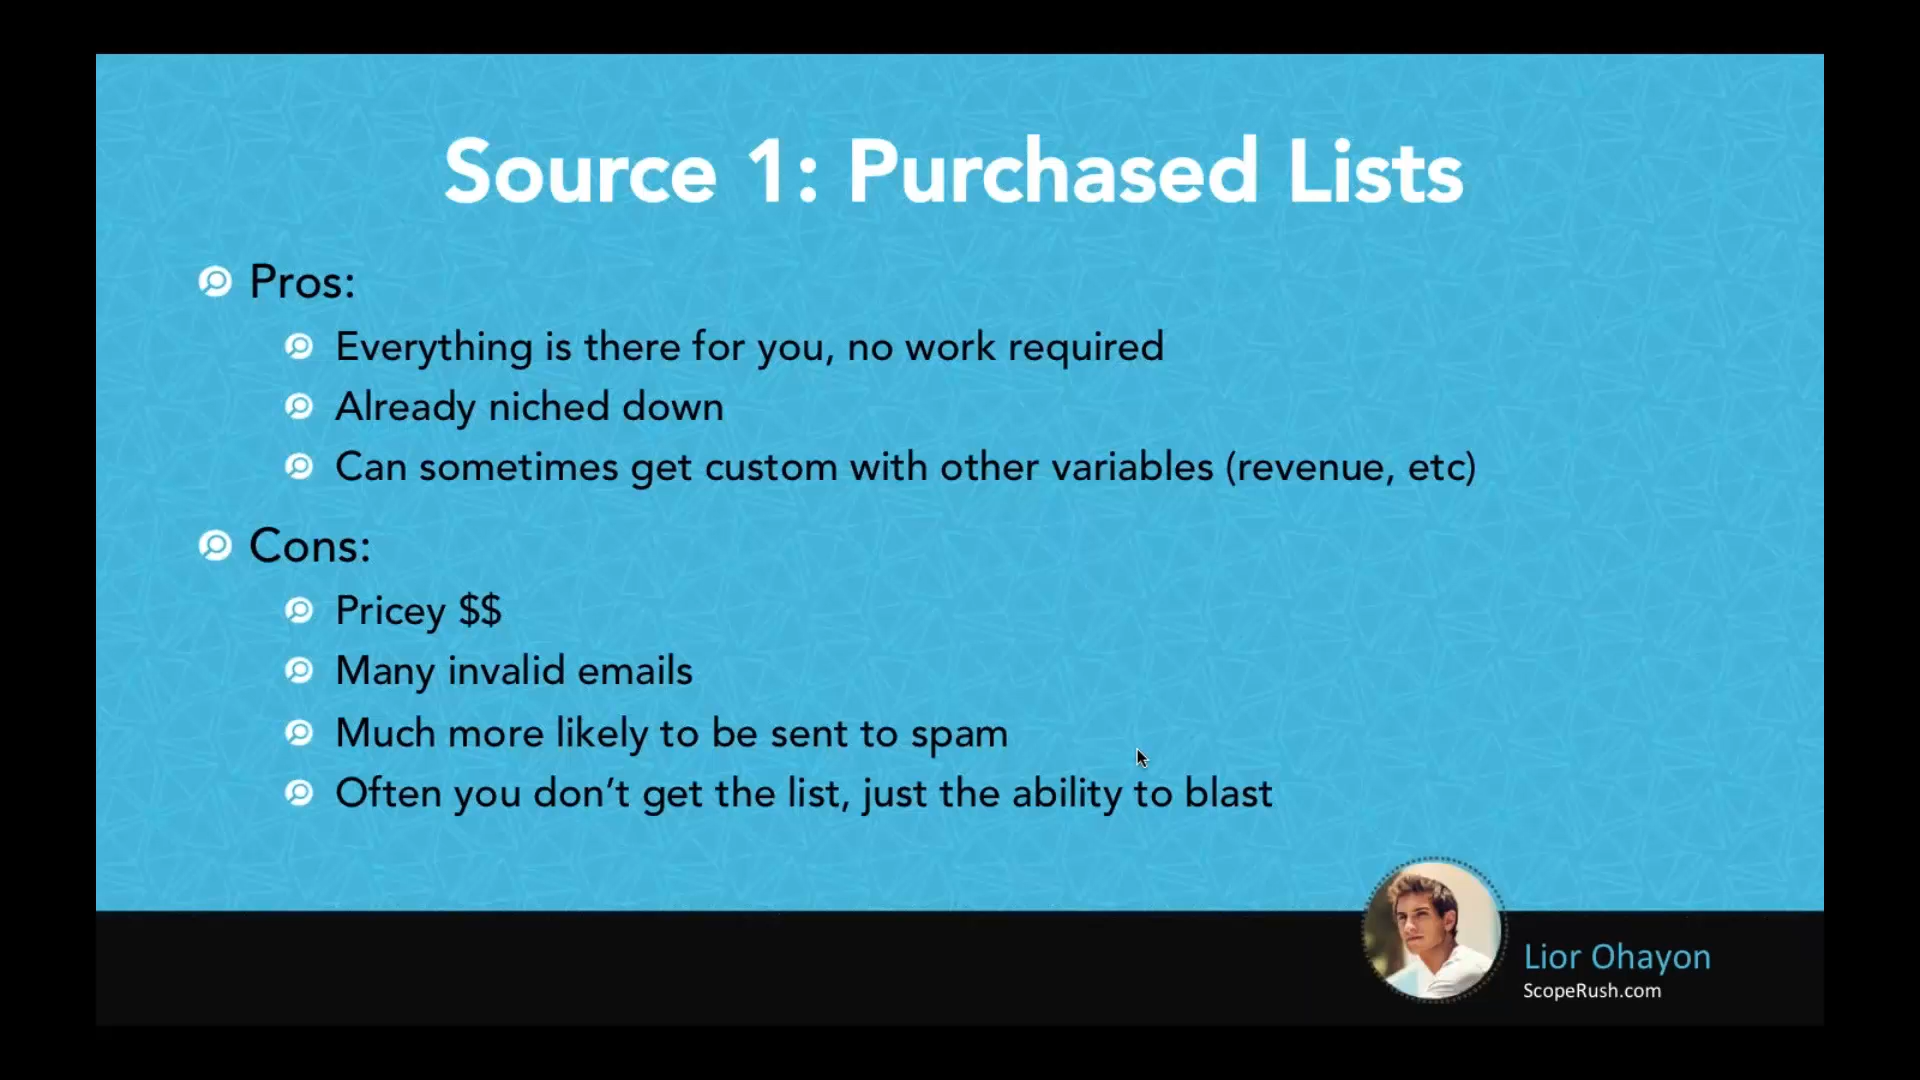 Source 1: Purchased Lists
Pros:
Everything is there for you, no work required
Already niched down
Can sometimes get custom with other variables (revenue, etc)
Cons:
Pricey $$
Many invalid emails
Much more likely to be sent to spam
Often you don’t get the list, just the ability to blast
Lior Ohayon
ScopeRush.com